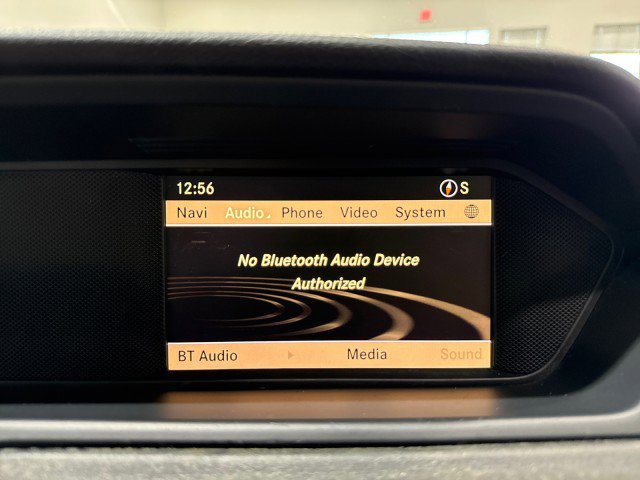 12:56 S
Navi Audio Phone Video System
No Bluetooth Audio Device
Authorized
BT Audio Media Sound